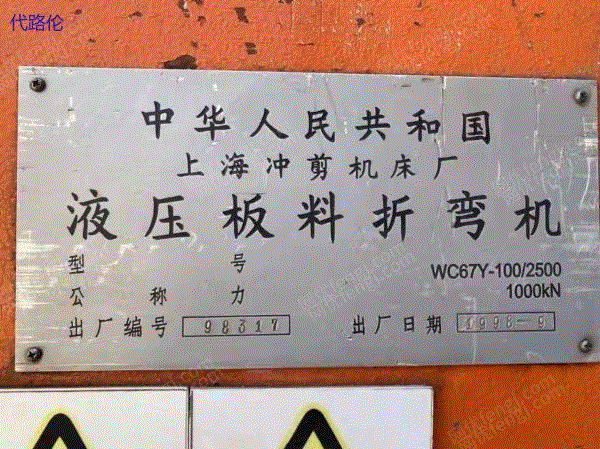 代路伦
中华人民共和国
上海冲剪机床厂
液压板料折弯机
型号 WC67Y-100/2500
公称力 1000kN
出厂编号 98317 出厂日期 1998-9